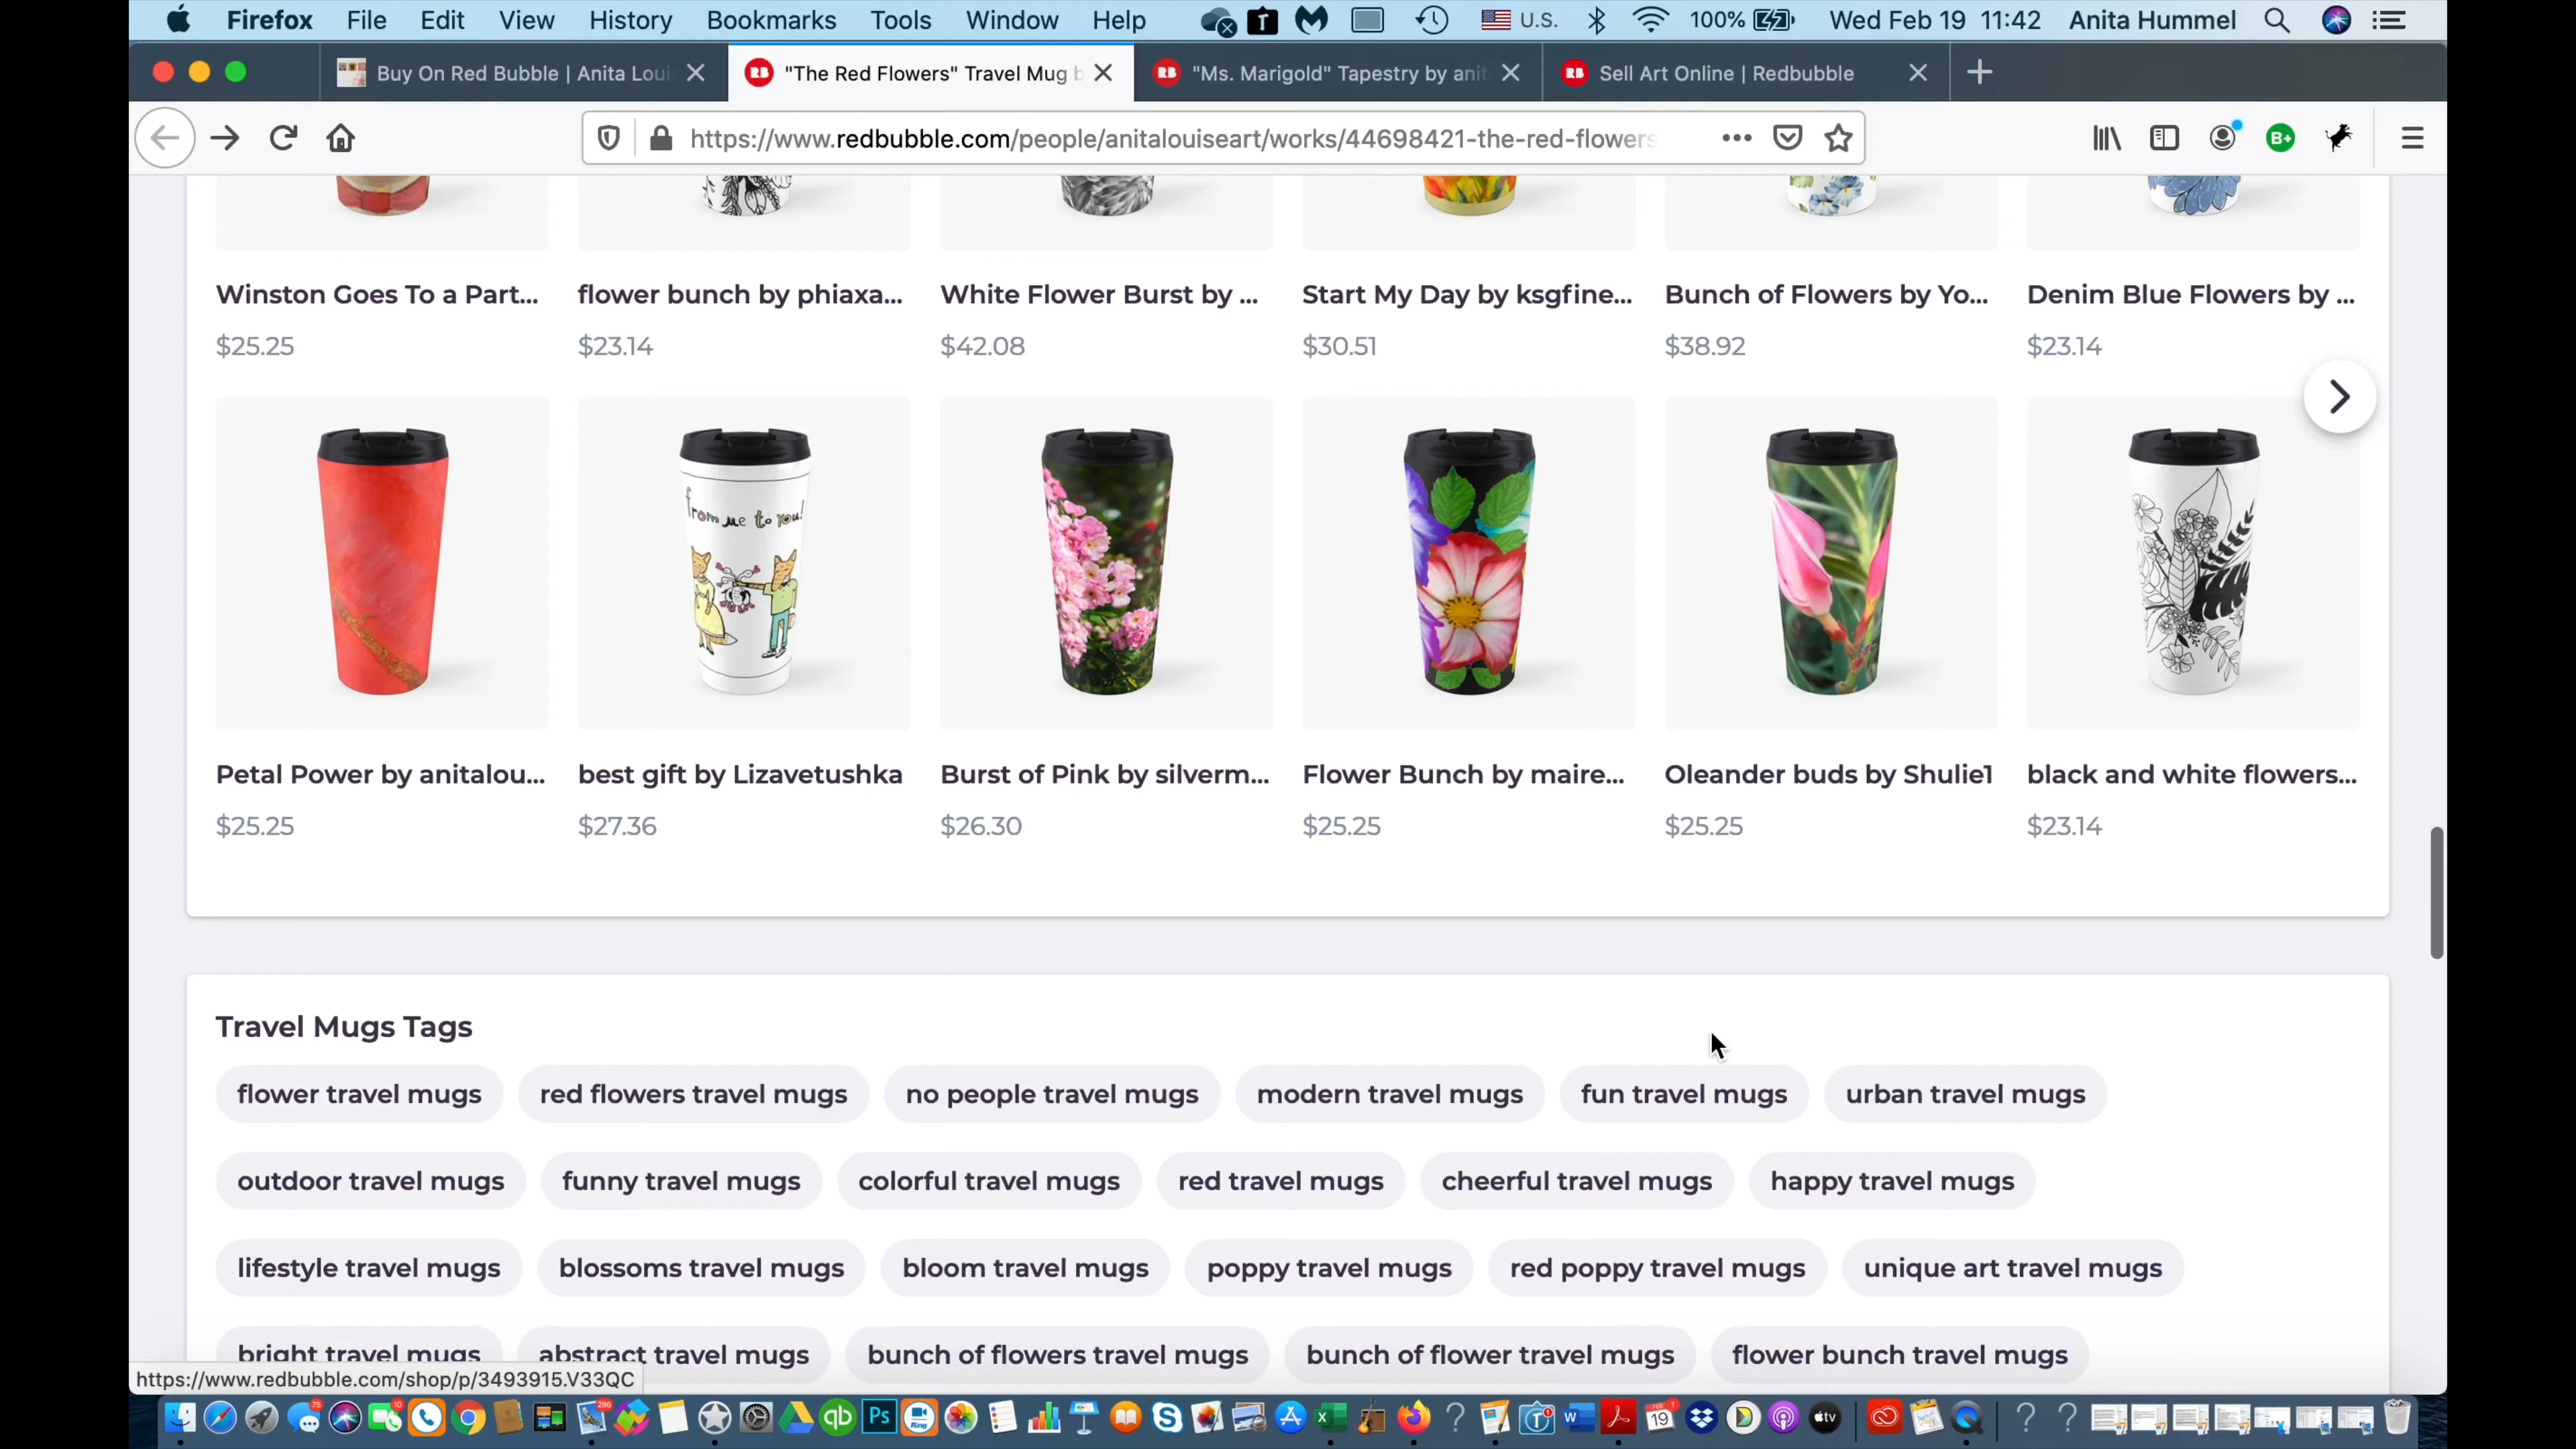 Firefox File Edit View History Bookmarks Tools Window Help U.S. 100% Wed Feb 19 11:42 Anita Hummel
Buy On Red Bubble | Anita Loui
"The Red Flowers" Travel Mug b
"Ms. Marigold" Tapestry by anit
Sell Art Online | Redbubble
https://www.redbubble.com/people/anitalouiseart/works/44698421-the-red-flowers
B+
Winston Goes To a Part... flower bunch by phiaxa... White Flower Burst by ... Start My Day by ksgfine... Bunch of Flowers by Yo... Denim Blue Flowers by ...
$25.25 $23.14 $42.08 $30.51 $38.92 $23.14
from me to you!
Petal Power by anitalou... best gift by Lizavetushka Burst of Pink by silverm... Flower Bunch by maire... Oleander buds by Shulie1 black and white flowers...
$25.25 $27.36 $26.30 $25.25 $25.25 $23.14
Travel Mugs Tags
flower travel mugs red flowers travel mugs no people travel mugs modern travel mugs fun travel mugs urban travel mugs
outdoor travel mugs funny travel mugs colorful travel mugs red travel mugs cheerful travel mugs happy travel mugs
lifestyle travel mugs blossoms travel mugs bloom travel mugs poppy travel mugs red poppy travel mugs unique art travel mugs
bright travel mugs abstract travel mugs bunch of flowers travel mugs bunch of flower travel mugs flower bunch travel mugs
https://www.redbubble.com/shop/p/3493915.V33QC